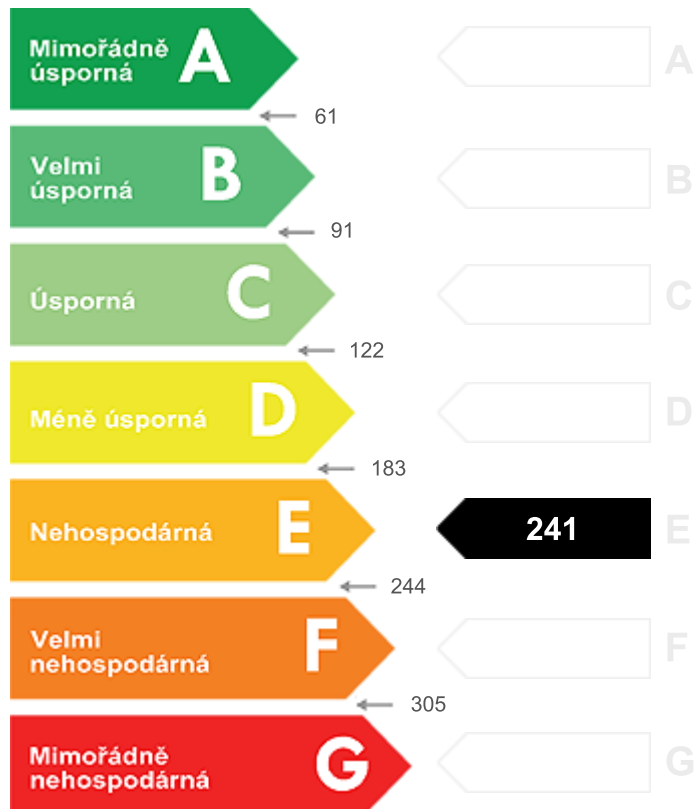 Mimořádně
úsporná
A
A
61
Velmi
úsporná
B
B
91
Úsporná
C
C
122
Méně úsporná
D
D
183
Nehospodárná
E
241
E
244
Velmi
nehospodárná
F
F
305
Mimořádně
nehospodárná
G
G